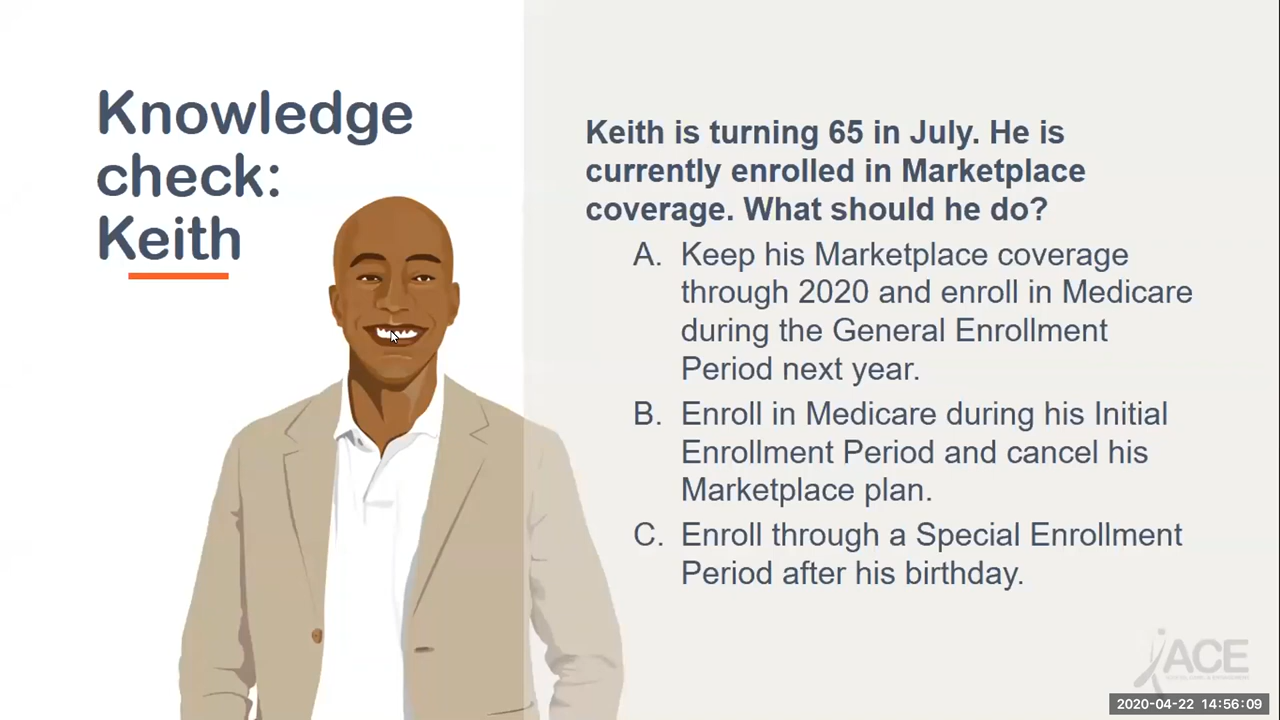 Knowledge
check:
Keith
Keith is turning 65 in July. He is
currently enrolled in Marketplace
coverage. What should he do?
A. Keep his Marketplace coverage
through 2020 and enroll in Medicare
during the General Enrollment
Period next year.
B. Enroll in Medicare during his Initial
Enrollment Period and cancel his
Marketplace plan.
C. Enroll through a Special Enrollment
Period after his birthday.
ACE
2020-04-22 14:56:09